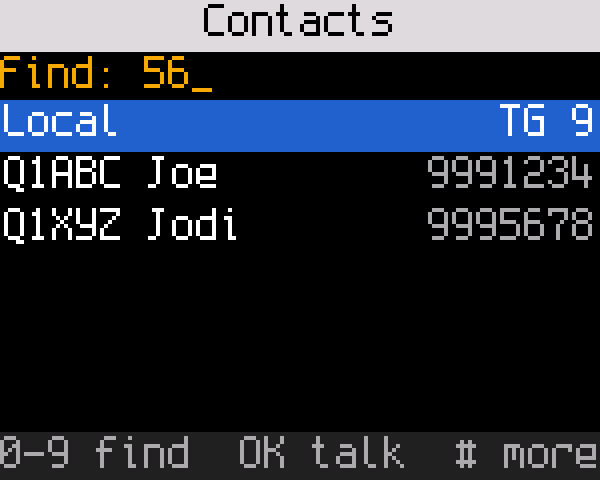 Contacts
Find: 56_
Local TG 9
Q1ABC Joe 9991234
Q1XYZ Jodi 9995678
0-9 find OK talk # more